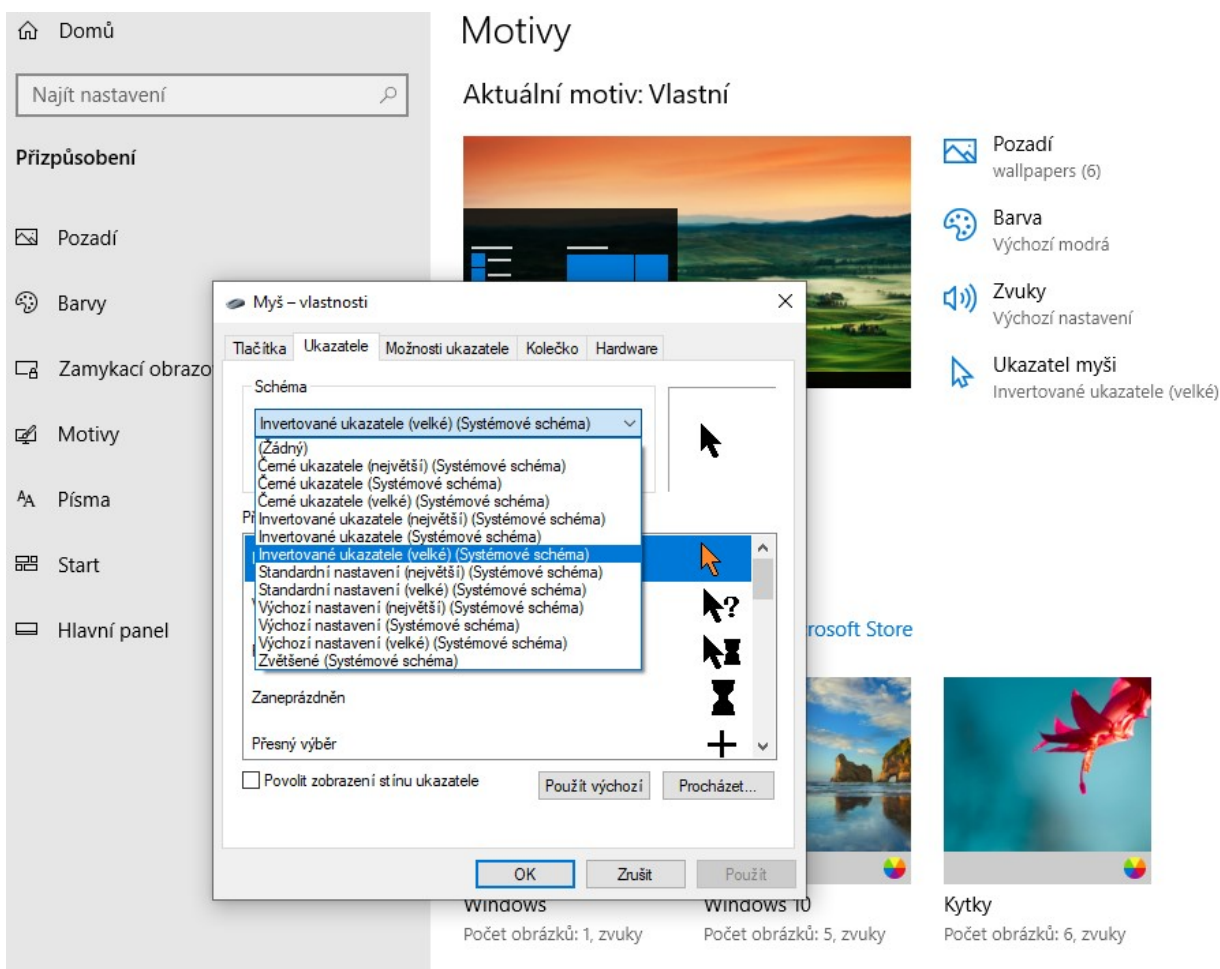 Domů
Najít nastavení
Přizpůsobení
Pozadí
Barvy
Zamykací obrazo
Motivy
Písma
Start
Hlavní panel
Motivy
Aktuální motiv: Vlastní
Pozadí
wallpapers (6)
Barva
Výchozí modrá
Zvuky
Výchozí nastavení
Ukazatel myši
Invertované ukazatele (velké)
Myš – vlastnosti
Tlačítka Ukazatele Možnosti ukazatele Kolečko Hardware
Schéma
Invertované ukazatele (velké) (Systémové schéma)
(Žádný)
Černé ukazatele (největší) (Systémové schéma)
Černé ukazatele (Systémové schéma)
Černé ukazatele (velké) (Systémové schéma)
Invertované ukazatele (největší) (Systémové schéma)
Invertované ukazatele (Systémové schéma)
Invertované ukazatele (velké) (Systémové schéma)
Standardní nastavení (největší) (Systémové schéma)
Standardní nastavení (velké) (Systémové schéma)
Výchozí nastavení (největší) (Systémové schéma)
Výchozí nastavení (Systémové schéma)
Výchozí nastavení (velké) (Systémové schéma)
Zvětšené (Systémové schéma)
Zaneprázdněn
Přesný výběr
Povolit zobrazení stínu ukazatele
Použít výchozí
Procházet...
OK
Zrušit
Použít
rosoft Store
Windows
Počet obrázků: 1, zvuky
Windows 10
Počet obrázků: 5, zvuky
Kytky
Počet obrázků: 6, zvuky